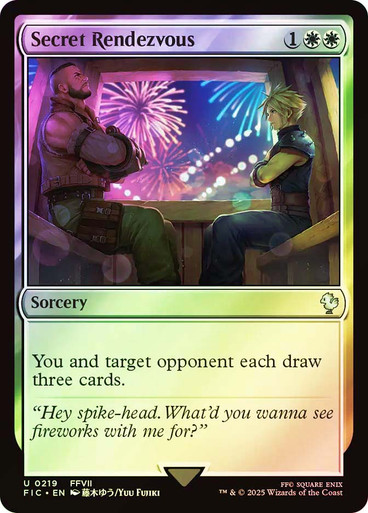 Secret Rendezvous 1
Sorcery
You and target opponent each draw
three cards.
“Hey spike-head. What’d you wanna see
fireworks with me for?”
U 0219 FFVII
FIC • EN 藤木ゆう/Yuu Fujiki
FF© SQUARE ENIX
™ & © 2025 Wizards of the Coast